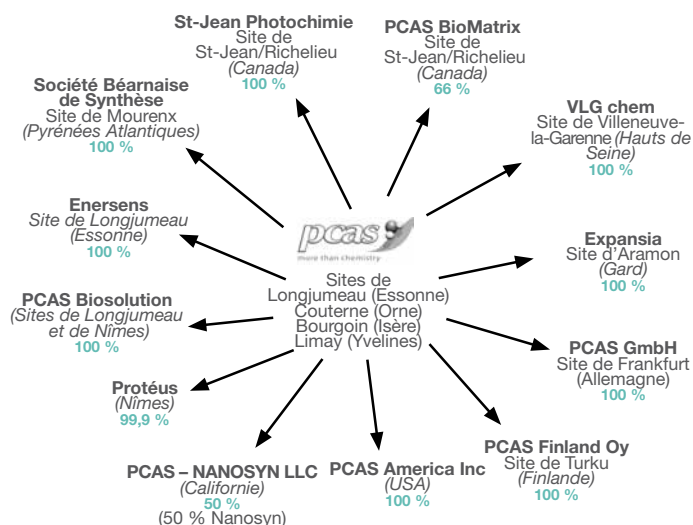 St-Jean Photochimie
Site de
St-Jean/Richelieu
(Canada)
100 %
PCAS BioMatrix
Site de
St-Jean/Richelieu
(Canada)
66 %
Société Béarnaise
de Synthèse
Site de Mourenx
(Pyrénées Atlantiques)
100 %
VLG chem
Site de Villeneuve-
la-Garenne (Hauts de
Seine)
100 %
Enersens
Site de Longjumeau
(Essonne)
100 %
pcas
more than chemistry
Sites de
Longjumeau (Essonne)
Couterne (Orne)
Bourgoin (Isère)
Limay (Yvelines)
Expansia
Site d'Aramon
(Gard)
100 %
PCAS Biosolution
(Sites de Longjumeau
et de Nîmes)
100 %
PCAS GmbH
Site de Frankfurt
(Allemagne)
100 %
Protéus
(Nîmes)
99,9 %
PCAS – NANOSYN LLC
(Californie)
50 %
(50 % Nanosyn)
PCAS America Inc
(USA)
100 %
PCAS Finland Oy
Site de Turku
(Finlande)
100 %